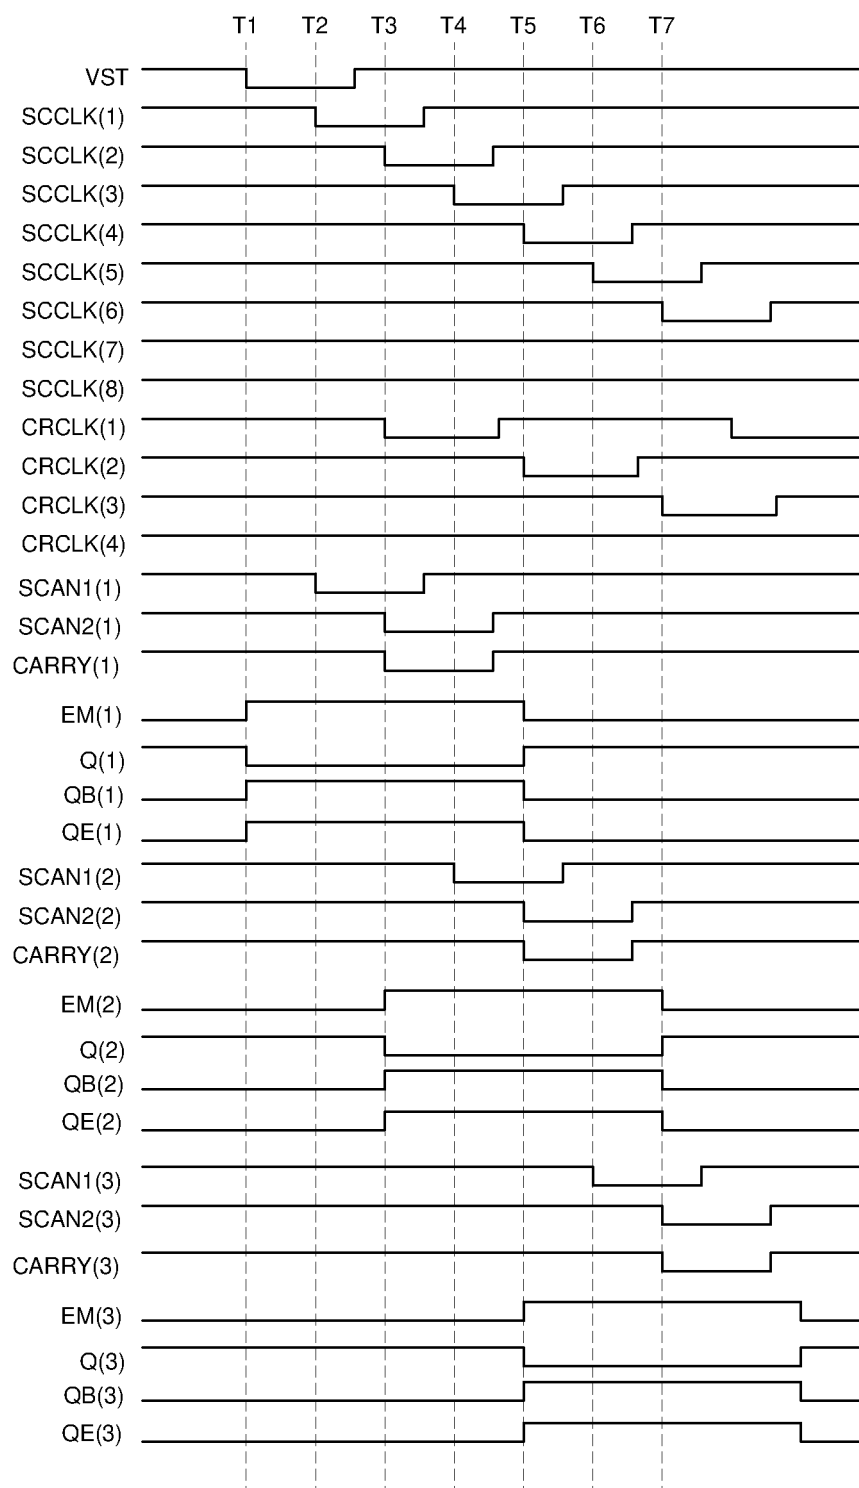 T1 T2 T3 T4 T5 T6 T7
VST
SCCLK(1)
SCCLK(2)
SCCLK(3)
SCCLK(4)
SCCLK(5)
SCCLK(6)
SCCLK(7)
SCCLK(8)
CRCLK(1)
CRCLK(2)
CRCLK(3)
CRCLK(4)
SCAN1(1)
SCAN2(1)
CARRY(1)
EM(1)
Q(1)
QB(1)
QE(1)
SCAN1(2)
SCAN2(2)
CARRY(2)
EM(2)
Q(2)
QB(2)
QE(2)
SCAN1(3)
SCAN2(3)
CARRY(3)
EM(3)
Q(3)
QB(3)
QE(3)